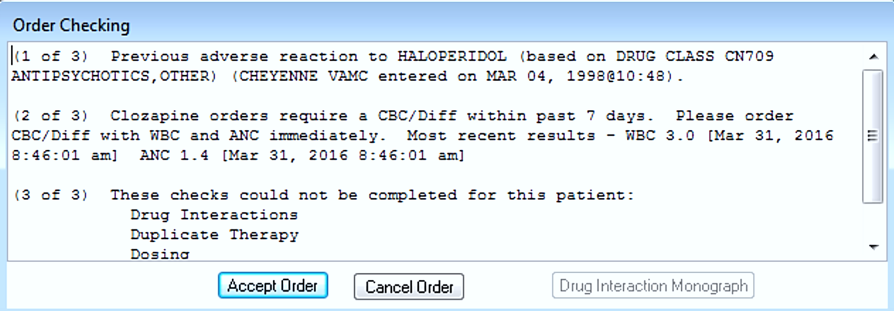 Order Checking
(1 of 3)  Previous adverse reaction to HALOPERIDOL (based on DRUG CLASS CN709
ANTIPSYCHOTICS,OTHER) (CHEYENNE VAMC entered on MAR 04, 1998@10:48).
(2 of 3)  Clozapine orders require a CBC/Diff within past 7 days.  Please order
CBC/Diff with WBC and ANC immediately.  Most recent results - WBC 3.0 [Mar 31, 2016
8:46:01 am]  ANC 1.4 [Mar 31, 2016 8:46:01 am]
(3 of 3)  These checks could not be completed for this patient:
Drug Interactions
Duplicate Therapy
Dosing
Accept Order Cancel Order Drug Interaction Monograph